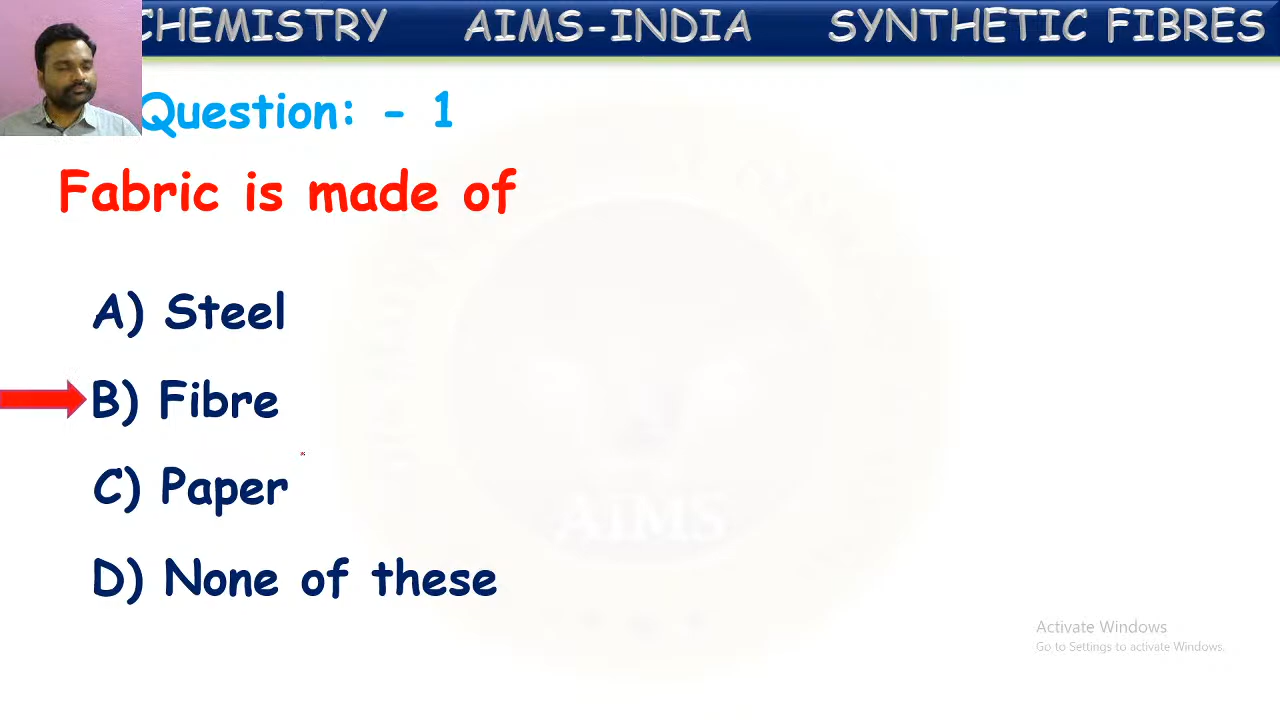 CHEMISTRY AIMS-INDIA SYNTHETIC FIBRES
Question: - 1
Fabric is made of
A) Steel
B) Fibre
C) Paper
D) None of these
AIMS
Activate Windows
Go to Settings to activate Windows.